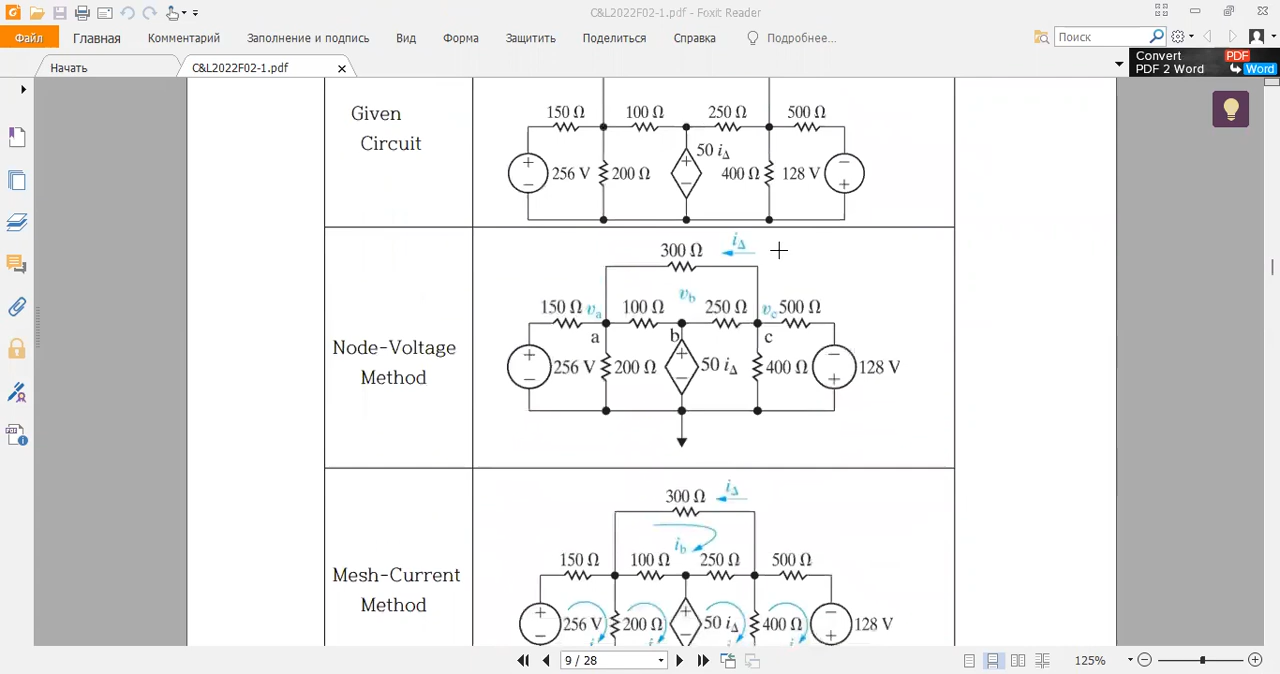 C&L2022F02-1.pdf - Foxit Reader
Файл Главная Комментарий Заполнение и подпись Вид Форма Защитить Поделиться Справка Подробнее... Поиск
Начать C&L2022F02-1.pdf
Convert PDF
PDF 2 Word Word
Given
Circuit
150 Ω 100 Ω 250 Ω 500 Ω
50 iΔ
256 V 200 Ω 400 Ω 128 V
Node-Voltage
Method
300 Ω iΔ
150 Ω va 100 Ω vb 250 Ω vc 500 Ω
a b c
256 V 200 Ω 50 iΔ 400 Ω 128 V
Mesh-Current
Method
300 Ω iΔ
ib
150 Ω 100 Ω 250 Ω 500 Ω
256 V 200 Ω 50 iΔ 400 Ω 128 V
9 / 28 125%